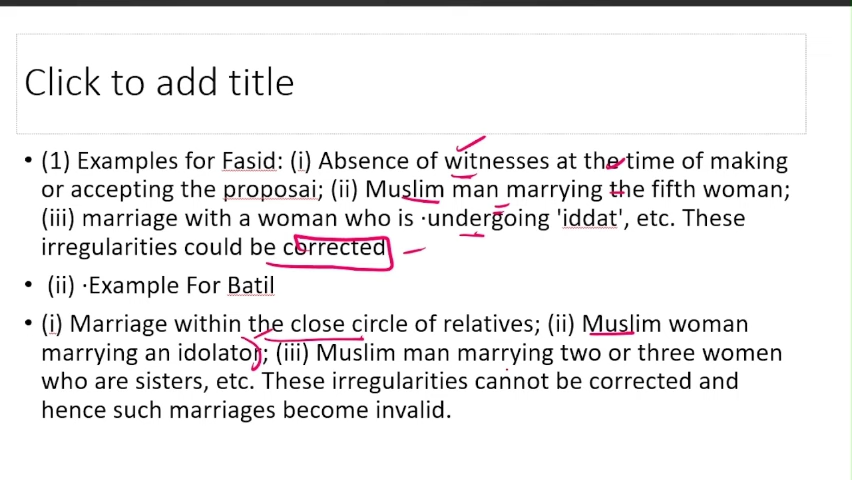 Click to add title
• (1) Examples for Fasid: (i) Absence of witnesses at the time of making
or accepting the proposai; (ii) Muslim man marrying the fifth woman;
(iii) marriage with a woman who is ·undergoing 'iddat', etc. These
irregularities could be corrected
• (ii) ·Example For Batil
• (i) Marriage within the close circle of relatives; (ii) Muslim woman
marrying an idolator; (iii) Muslim man marrying two or three women
who are sisters, etc. These irregularities cannot be corrected and
hence such marriages become invalid.